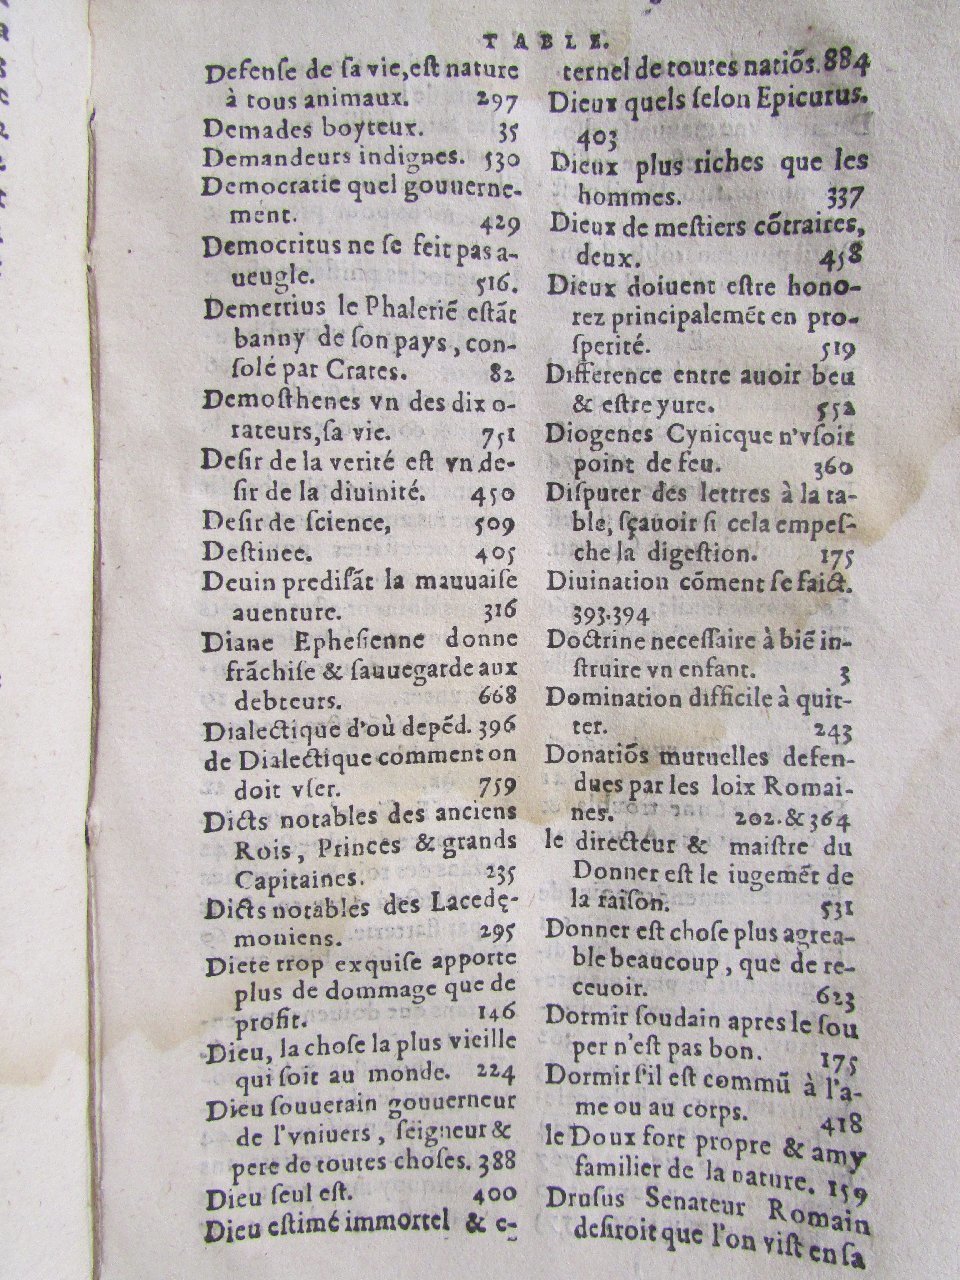 TABLE.
Defenſe de ſa vie, eſt nature
à tous animaux. 297
Demades boyteux. 35
Demandeurs indignes. 530
Democratie quel gouuerne-
ment. 429
Democritus ne ſe feit pas a-
ueugle. 516.
Demetrius le Phaleriē eſtāt
banny de ſon pays, con-
ſolé par Crates. 82
Demoſthenes vn des dix o-
rateurs, ſa vie. 751
Deſir de la verité eſt vn de-
ſir de la diuinité. 450
Deſir de ſcience, 509
Deſtinee. 405
Deuin prediſāt la mauuaiſe
auenture. 316
Diane Epheſienne donne
frāchiſe & ſauuegarde aux
debteurs. 668
Dialectique d'où depēd. 396
de Dialectique comment on
doit vſer. 759
Dicts notables des anciens
Rois, Princes & grands
Capitaines. 235
Dicts notables des Lacedę-
moniens. 295
Diete trop exquiſe apporte
plus de dommage que de
profit. 146
Dieu, la choſe la plus vieille
qui ſoit au monde. 224
Dieu ſouuerain gouuerneur
de l'vniuers, ſeigneur &
pere de toutes choſes. 388
Dieu ſeul eſt. 400
Dieu eſtimé immortel & e-
ternel de toutes natiōs. 884
Dieux quels ſelon Epicurus.
403
Dieux plus riches que les
hommes. 337
Dieux de meſtiers cōtraires,
deux. 458
Dieux doiuent eſtre hono-
rez principalemēt en pro-
ſperité. 519
Difference entre auoir beu
& eſtre yure. 552
Diogenes Cynicque n'vſoit
point de feu. 360
Diſputer des lettres à la ta-
ble, ſçauoir ſi cela empeſ-
che la digeſtion. 175
Diuination cōment ſe faict.
393.394
Doctrine neceſſaire à biē in-
ſtruire vn enfant. 3
Domination difficile à quit-
ter. 243
Donatiōs mutuelles defen-
dues par les loix Romai-
nes. 202.&364
le directeur & maiſtre du
Donner eſt le iugemēt de
la raiſon. 531
Donner eſt choſe plus agrea-
ble beaucoup, que de re-
ceuoir. 623
Dormir ſoudain apres le ſou
per n'eſt pas bon. 175
Dormir ſ'il eſt commū à l'a-
me ou au corps. 418
le Doux fort propre & amy
familier de la nature. 159
Druſus Senateur Romain
deſiroit que l'on viſt en ſa